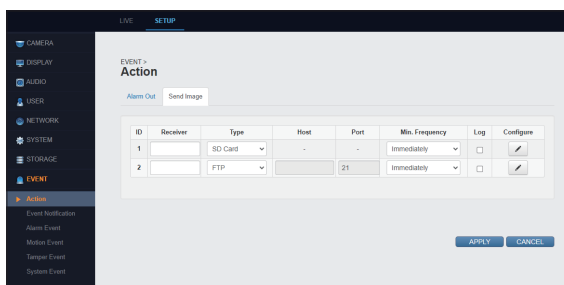 LIVE SETUP
CAMERA
DISPLAY
AUDIO
USER
NETWORK
SYSTEM
STORAGE
EVENT
Action
Event Notification
Alarm Event
Motion Event
Tamper Event
System Event
EVENT >
Action
Alarm Out Send Image
ID Receiver Type Host Port Min. Frequency Log Configure
1 SD Card - - Immediately
2 FTP 21 Immediately
APPLY CANCEL